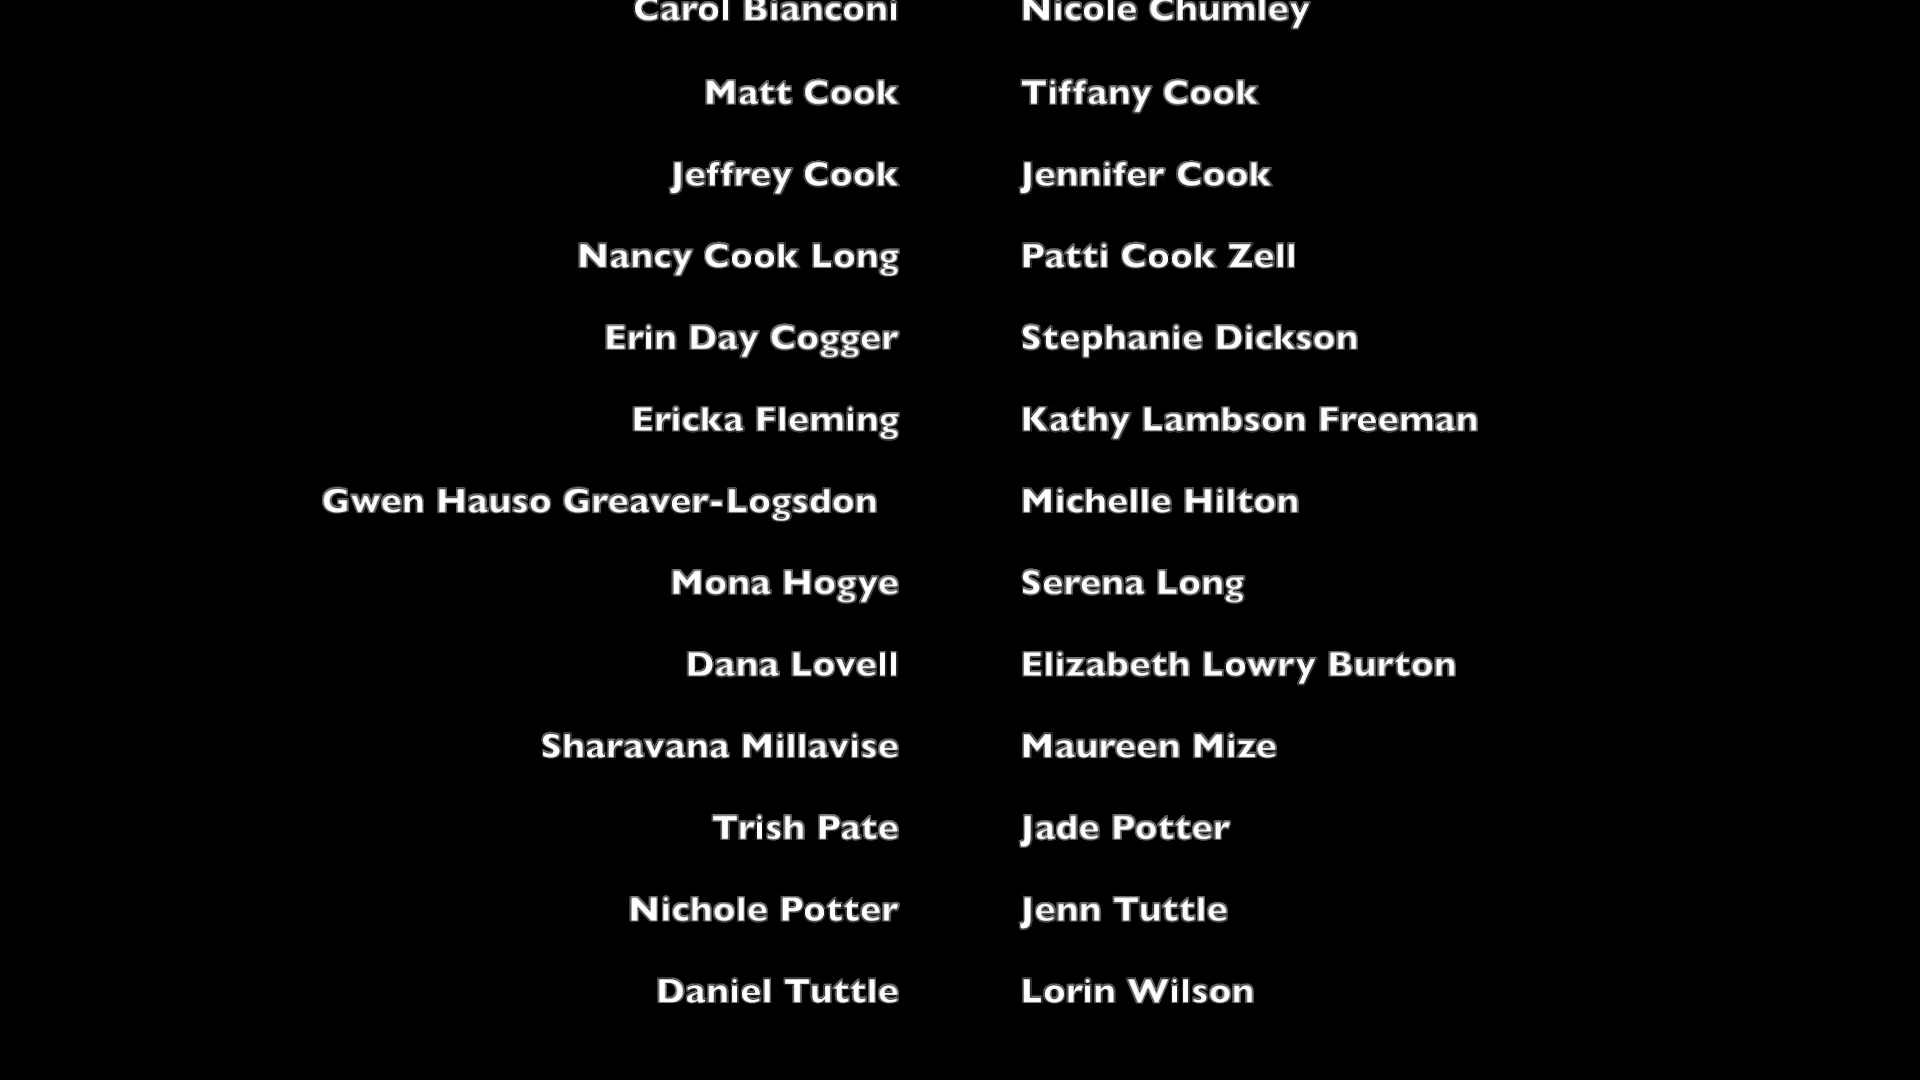 Carol Bianconi Nicole Chumley
Matt Cook Tiffany Cook
Jeffrey Cook Jennifer Cook
Nancy Cook Long Patti Cook Zell
Erin Day Cogger Stephanie Dickson
Ericka Fleming Kathy Lambson Freeman
Gwen Hauso Greaver-Logsdon Michelle Hilton
Mona Hogye Serena Long
Dana Lovell Elizabeth Lowry Burton
Sharavana Millavise Maureen Mize
Trish Pate Jade Potter
Nichole Potter Jenn Tuttle
Daniel Tuttle Lorin Wilson